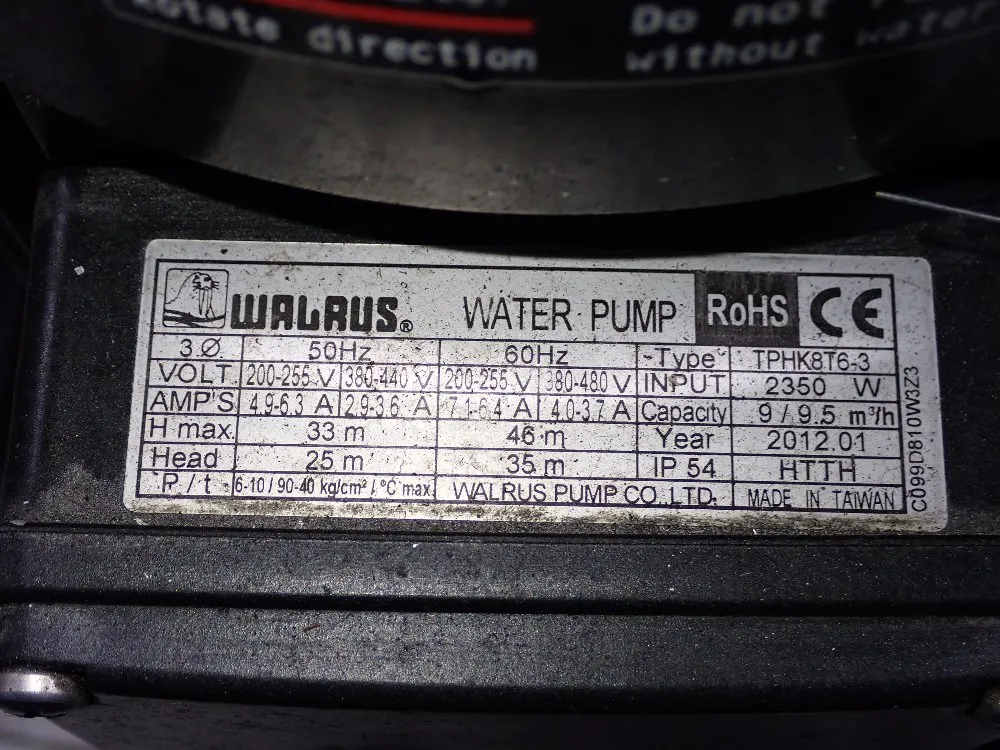 Rotate direction
Do not
without water
WALRUS® WATER PUMP RoHS CE
3Ø 50Hz 60Hz Type TPHK8T6-3
VOLT 200-255 V 380-440 V 200-255 V 380-480 V INPUT 2350 W
AMP'S 4.9-6.3 A 2.9-3.6 A 7.1-6.4 A 4.0-3.7 A Capacity 9 / 9.5 m³/h
H max. 33 m 46 m Year 2012.01
Head 25 m 35 m IP 54 HTTH
P / t 6-10 / 90-40 kg/cm² / °C max. WALRUS PUMP CO., LTD. MADE IN TAIWAN
C099D810W3Z3